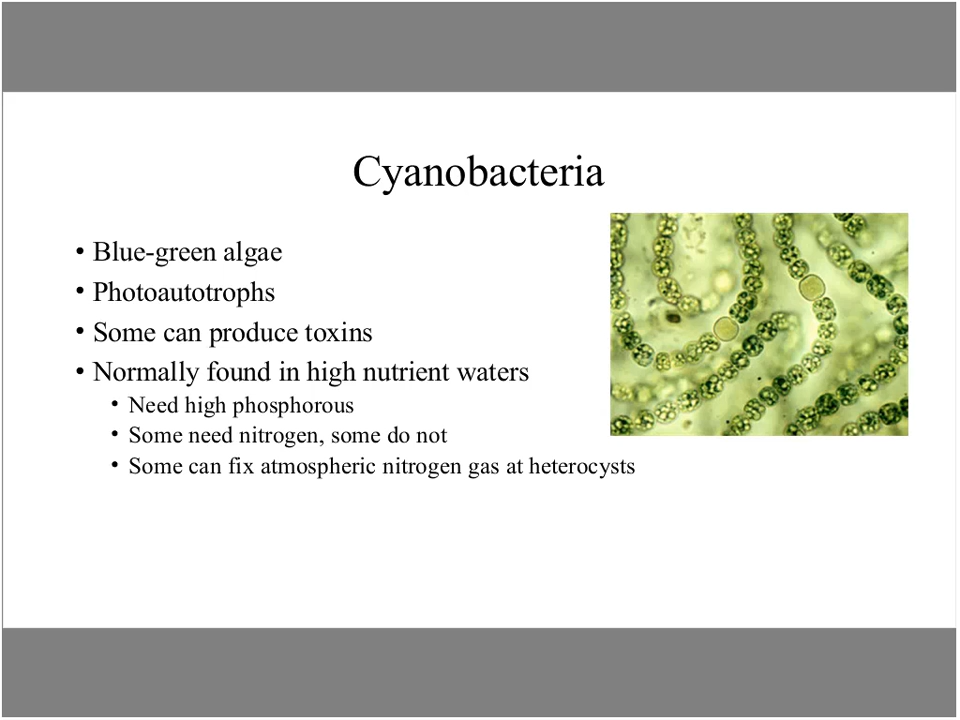 Cyanobacteria
• Blue-green algae
• Photoautotrophs
• Some can produce toxins
• Normally found in high nutrient waters
• Need high phosphorous
• Some need nitrogen, some do not
• Some can fix atmospheric nitrogen gas at heterocysts